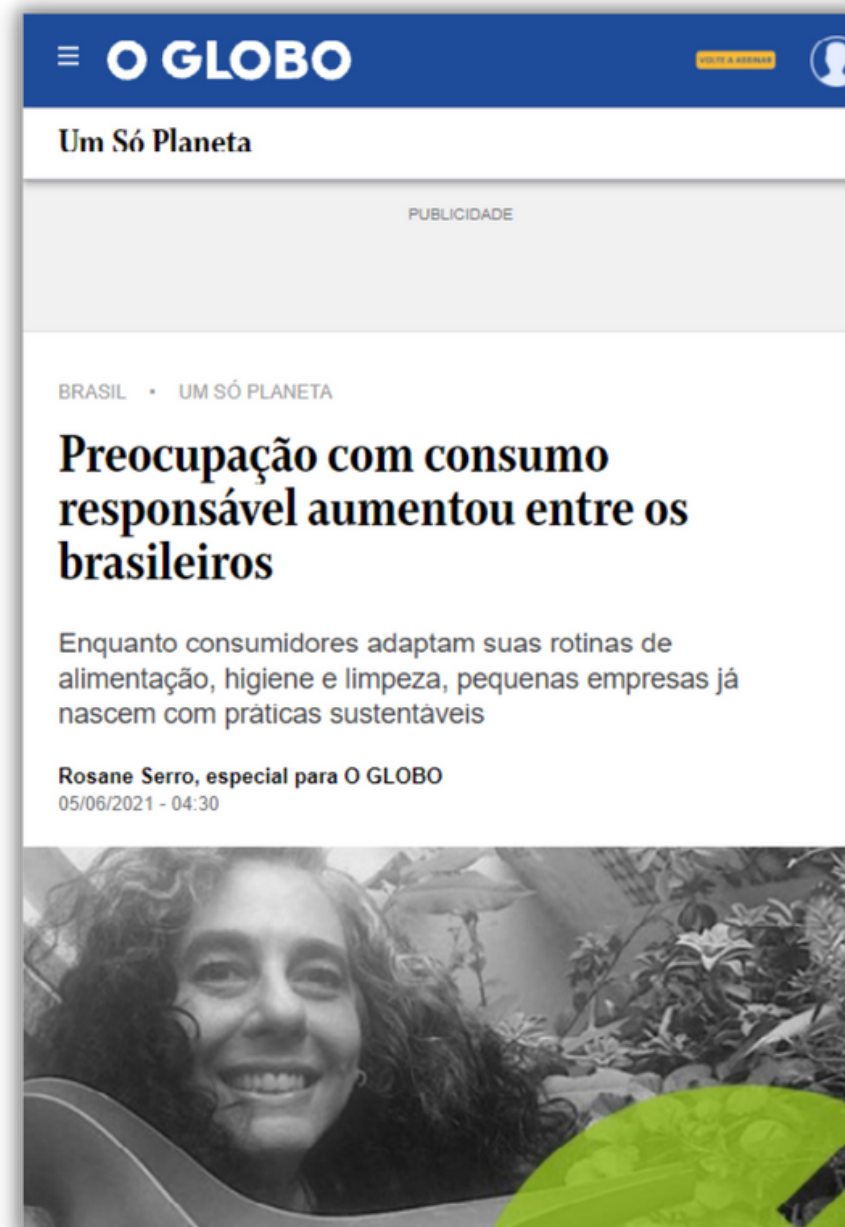 O GLOBO
VOLTE A ASSINAR
Um Só Planeta
PUBLICIDADE
BRASIL • UM SÓ PLANETA
Preocupação com consumo
responsável aumentou entre os
brasileiros
Enquanto consumidores adaptam suas rotinas de
alimentação, higiene e limpeza, pequenas empresas já
nascem com práticas sustentáveis
Rosane Serro, especial para O GLOBO
05/06/2021 - 04:30